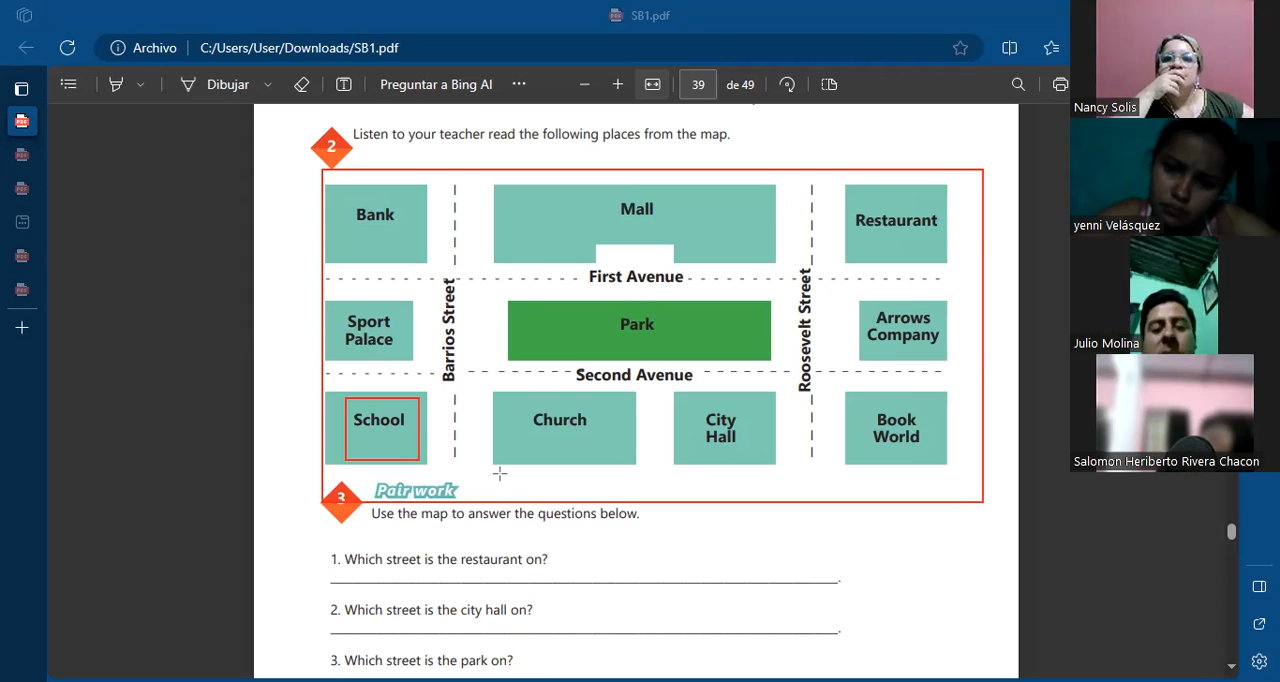 SB1.pdf
Archivo
C:/Users/User/Downloads/SB1.pdf
Dibujar
Preguntar a Bing AI
39
de 49
2
Listen to your teacher read the following places from the map.
Bank
Mall
Restaurant
First Avenue
Barrios Street
Roosevelt Street
Sport
Palace
Park
Arrows
Company
Second Avenue
School
Church
City
Hall
Book
World
3
Pair work
Use the map to answer the questions below.
1. Which street is the restaurant on?
2. Which street is the city hall on?
3. Which street is the park on?
Nancy Solis
yenni Velásquez
Julio Molina
Salomon Heriberto Rivera Chacon